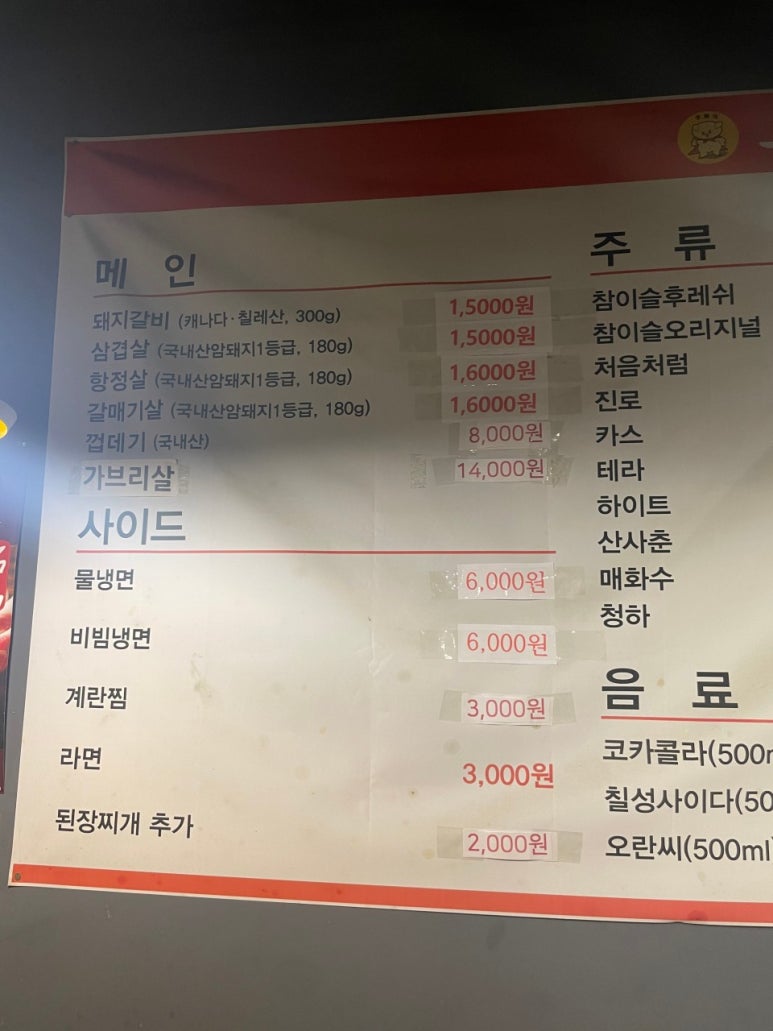 메 인
돼지갈비 (캐나다·칠레산, 300g) 1,5000원
삼겹살 (국내산암돼지1등급, 180g) 1,5000원
항정살 (국내산암돼지1등급, 180g) 1,6000원
갈매기살 (국내산암돼지1등급, 180g) 1,6000원
껍데기 (국내산) 8,000원
가브리살 14,000원
사이드
물냉면 6,000원
비빔냉면 6,000원
계란찜 3,000원
라면 3,000원
된장찌개 추가 2,000원
주 류
참이슬후레쉬
참이슬오리지널
처음처럼
진로
카스
테라
하이트
산사춘
매화수
청하
음 료
코카콜라(500m
칠성사이다(50
오란씨(500ml)